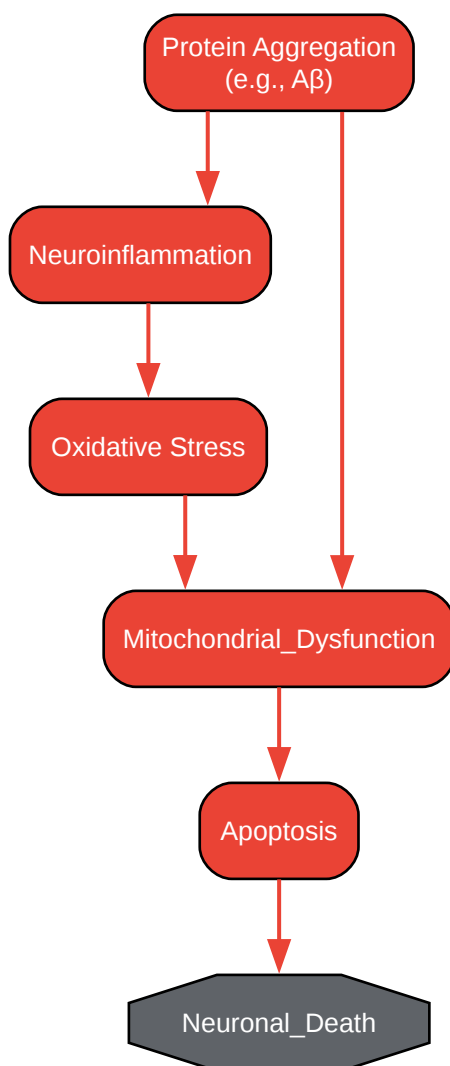 Protein Aggregation
(e.g., Aβ)
Neuroinflammation
Oxidative Stress
Mitochondrial_Dysfunction
Apoptosis
Neuronal_Death